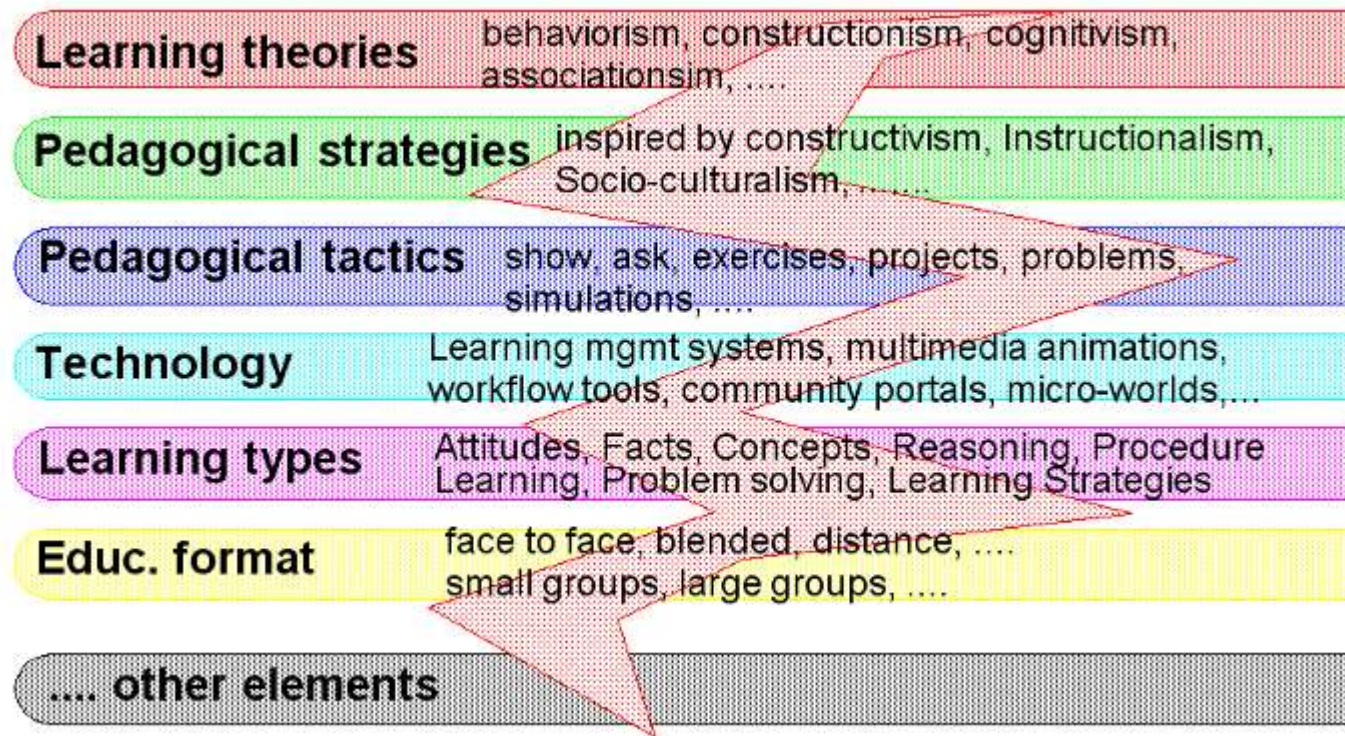 Learning theories
behaviorism, constructionism, cognitivism,
associationsim, ....
Pedagogical strategies
inspired by constructivism, Instructionalism,
Socio-culturalism, .......
Pedagogical tactics
show, ask, exercises, projects, problems,
simulations, ....
Technology
Learning mgmt systems, multimedia animations,
workflow tools, community portals, micro-worlds,...
Learning types
Attitudes, Facts, Concepts, Reasoning, Procedure
Learning, Problem solving, Learning Strategies
Educ. format
face to face, blended, distance, ....
small groups, large groups, ....
.... other elements